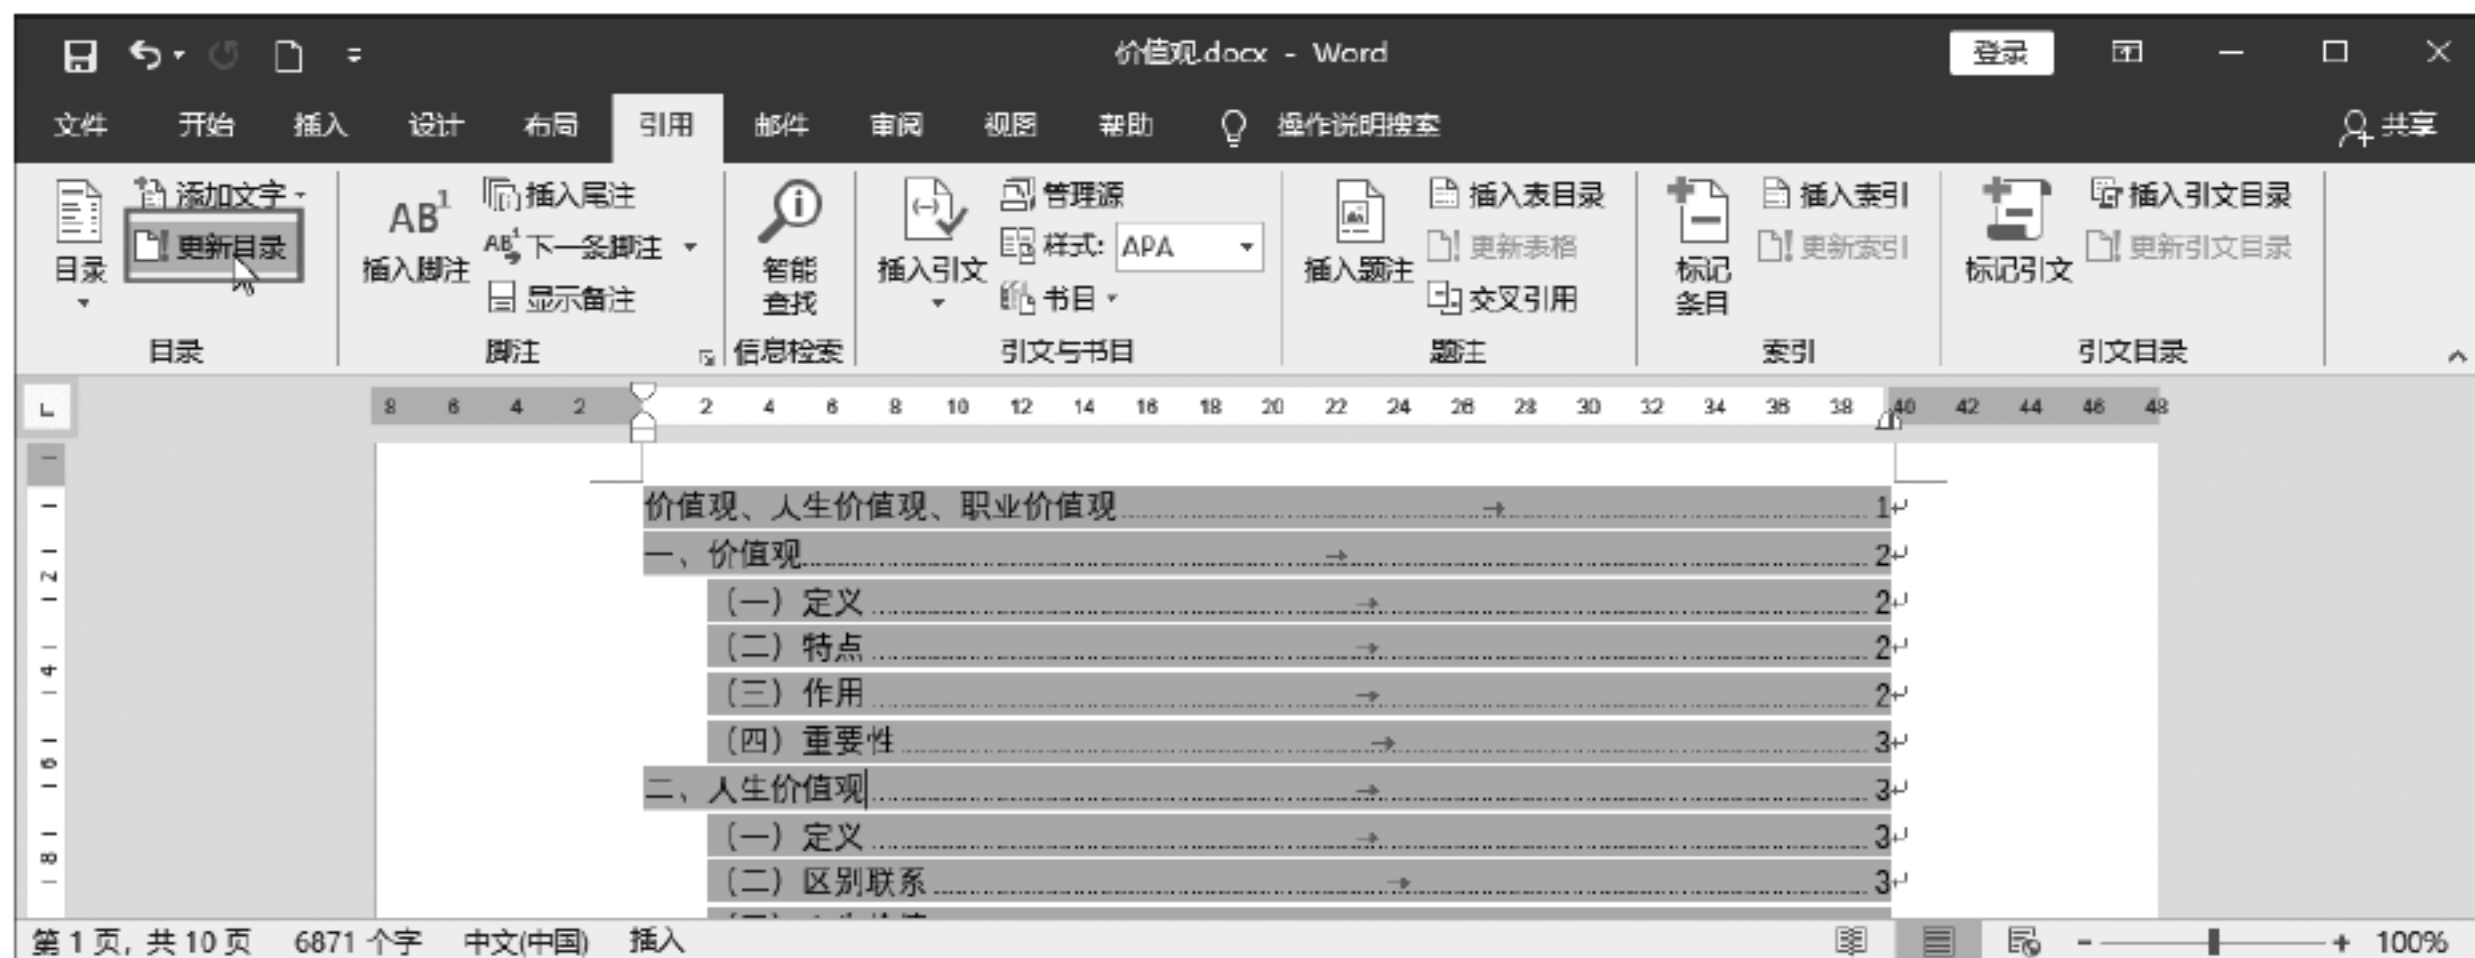 价值观.docx - Word 登录
文件 开始 插入 设计 布局 引用 邮件 审阅 视图 帮助 操作说明搜索 共享
目录
添加文字
更新目录
目录
AB1
插入脚注
插入尾注
AB1 下一条脚注
显示备注
脚注
智能
查找
信息检索
插入引文
管理源
样式: APA
书目
引文与书目
插入题注
插入表目录
更新表格
交叉引用
题注
标记
条目
插入索引
更新索引
索引
标记引文
插入引文目录
更新引文目录
引文目录
8 6 4 2 2 4 6 8 10 12 14 16 18 20 22 24 26 28 30 32 34 36 38 40 42 44 46 48
2
4
6
8
价值观、人生价值观、职业价值观 1
一、价值观 2
（一）定义 2
（二）特点 2
（三）作用 2
（四）重要性 3
二、人生价值观 3
（一）定义 3
（二）区别联系 3
第 1 页, 共 10 页 6871 个字 中文(中国) 插入 100%